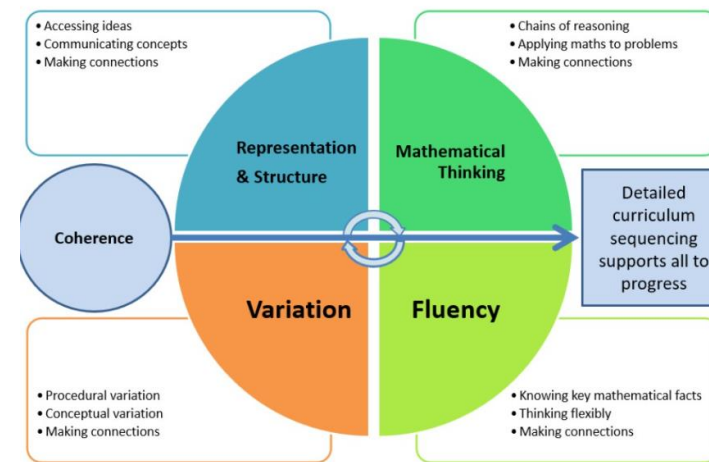 • Accessing ideas
• Communicating concepts
• Making connections
• Chains of reasoning
• Applying maths to problems
• Making connections
Representation
& Structure
Mathematical
Thinking
Coherence
Detailed
curriculum
sequencing
supports all to
progress
Variation
Fluency
• Procedural variation
• Conceptual variation
• Making connections
• Knowing key mathematical facts
• Thinking flexibly
• Making connections